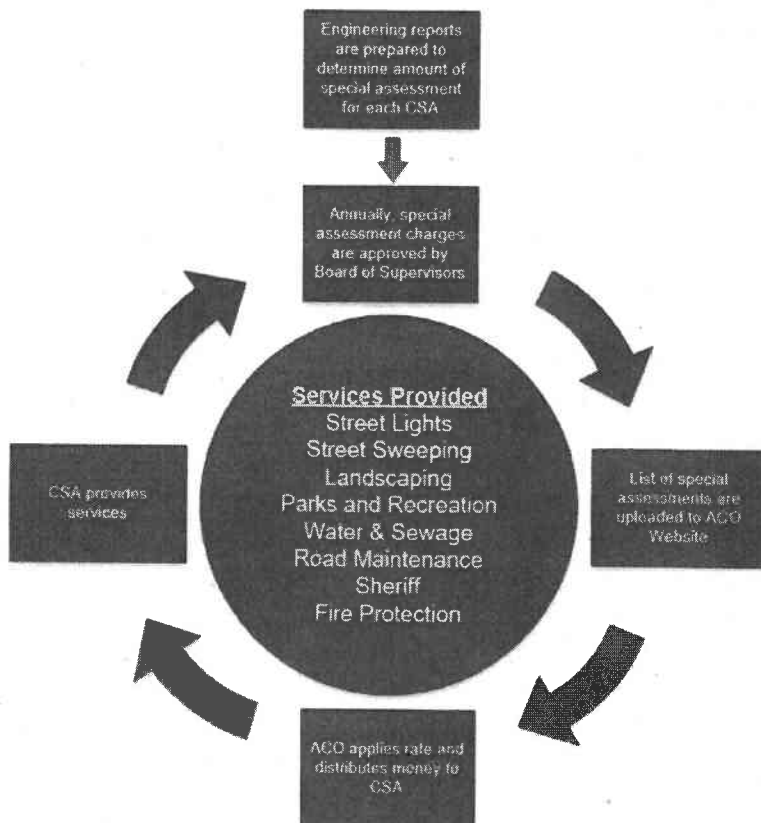 Engineering reports
are prepared to
determine amount of
special assessment
for each CSA
Annually, special
assessment charges
are approved by
Board of Supervisors
Services Provided
Street Lights
Street Sweeping
Landscaping
Parks and Recreation
Water & Sewage
Road Maintenance
Sheriff
Fire Protection
List of special
assessments are
uploaded to ACO
Website
ACO applies rate and
distributes money to
CSA
CSA provides
services